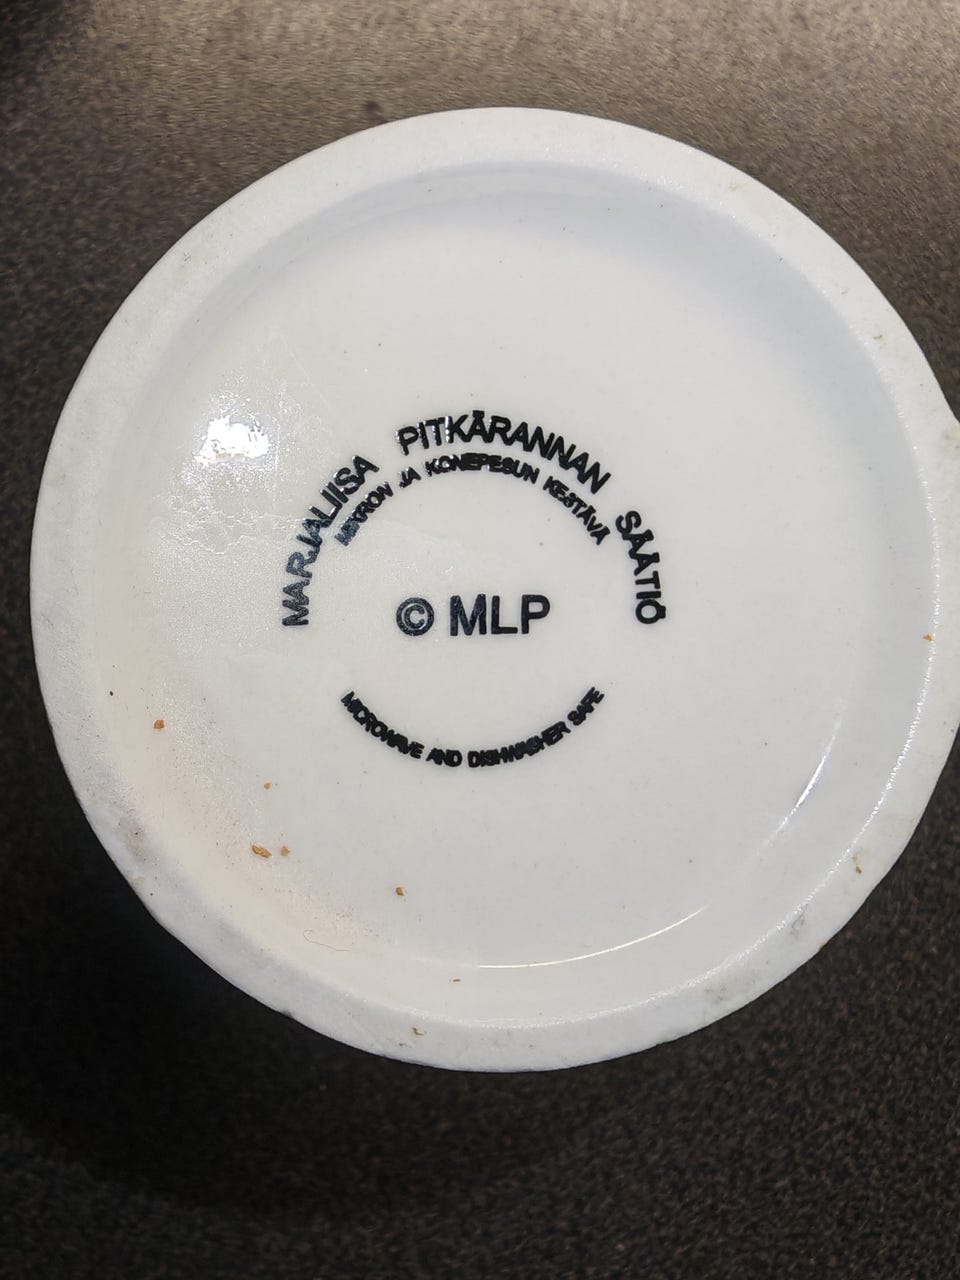 MARJALIISA PITKÄRANNAN SÄÄTIÖ
MIKRON JA KONEPESUN KESTÄVÄ
© MLP
MICROWAVE AND DISHWASHER SAFE